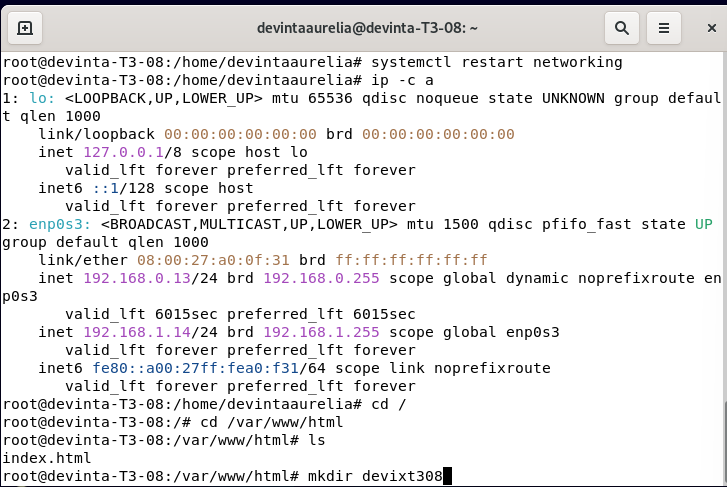 devintaaurelia@devinta-T3-08: ~
root@devinta-T3-08:/home/devintaaurelia# systemctl restart networking
root@devinta-T3-08:/home/devintaaurelia# ip -c a
1: lo: <LOOPBACK,UP,LOWER_UP> mtu 65536 qdisc noqueue state UNKNOWN group defaul
t qlen 1000
    link/loopback 00:00:00:00:00:00 brd 00:00:00:00:00:00
    inet 127.0.0.1/8 scope host lo
       valid_lft forever preferred_lft forever
    inet6 ::1/128 scope host
       valid_lft forever preferred_lft forever
2: enp0s3: <BROADCAST,MULTICAST,UP,LOWER_UP> mtu 1500 qdisc pfifo_fast state UP
group default qlen 1000
    link/ether 08:00:27:a0:0f:31 brd ff:ff:ff:ff:ff:ff
    inet 192.168.0.13/24 brd 192.168.0.255 scope global dynamic noprefixroute en
p0s3
       valid_lft 6015sec preferred_lft 6015sec
    inet 192.168.1.14/24 brd 192.168.1.255 scope global enp0s3
       valid_lft forever preferred_lft forever
    inet6 fe80::a00:27ff:fea0:f31/64 scope link noprefixroute
       valid_lft forever preferred_lft forever
root@devinta-T3-08:/home/devintaaurelia# cd /
root@devinta-T3-08:/# cd /var/www/html
root@devinta-T3-08:/var/www/html# ls
index.html
root@devinta-T3-08:/var/www/html# mkdir devixt308